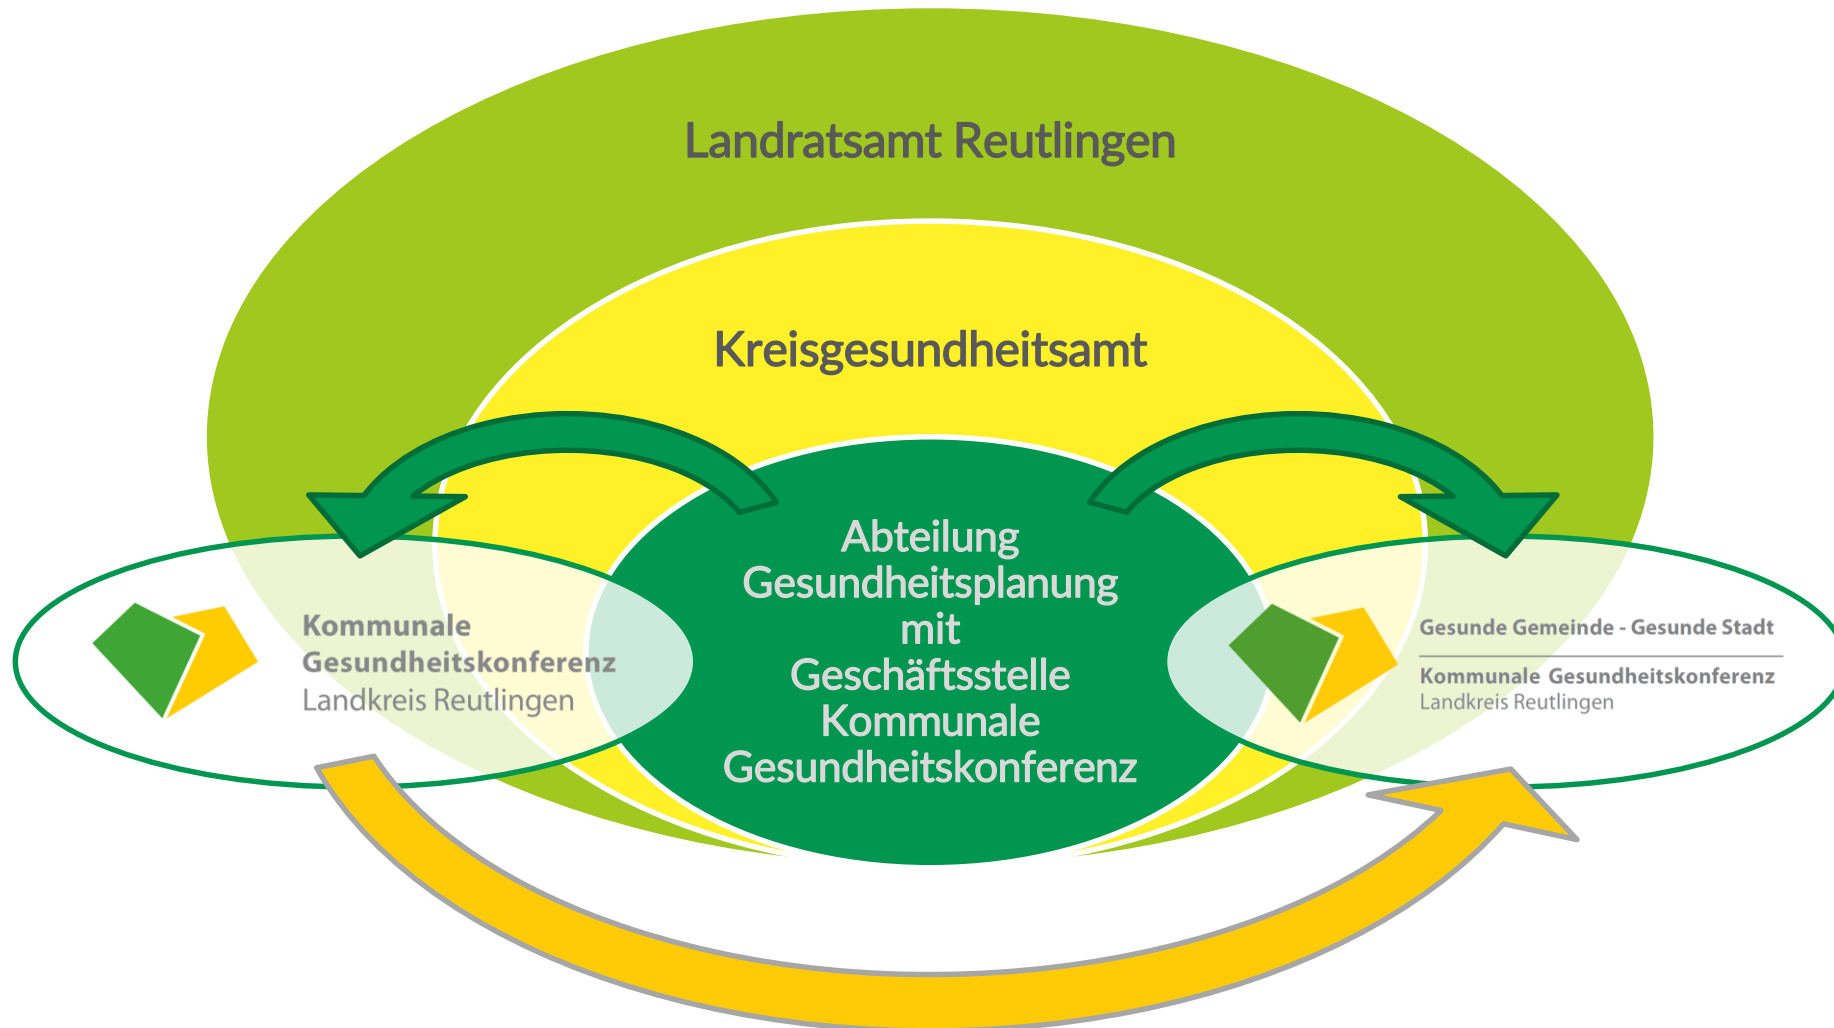 Landratsamt Reutlingen
Kreisgesundheitsamt
Abteilung
Gesundheitsplanung
mit
Geschäftsstelle
Kommunale
Gesundheitskonferenz
Kommunale
Gesundheitskonferenz
Landkreis Reutlingen
Gesunde Gemeinde - Gesunde Stadt
Kommunale Gesundheitskonferenz
Landkreis Reutlingen